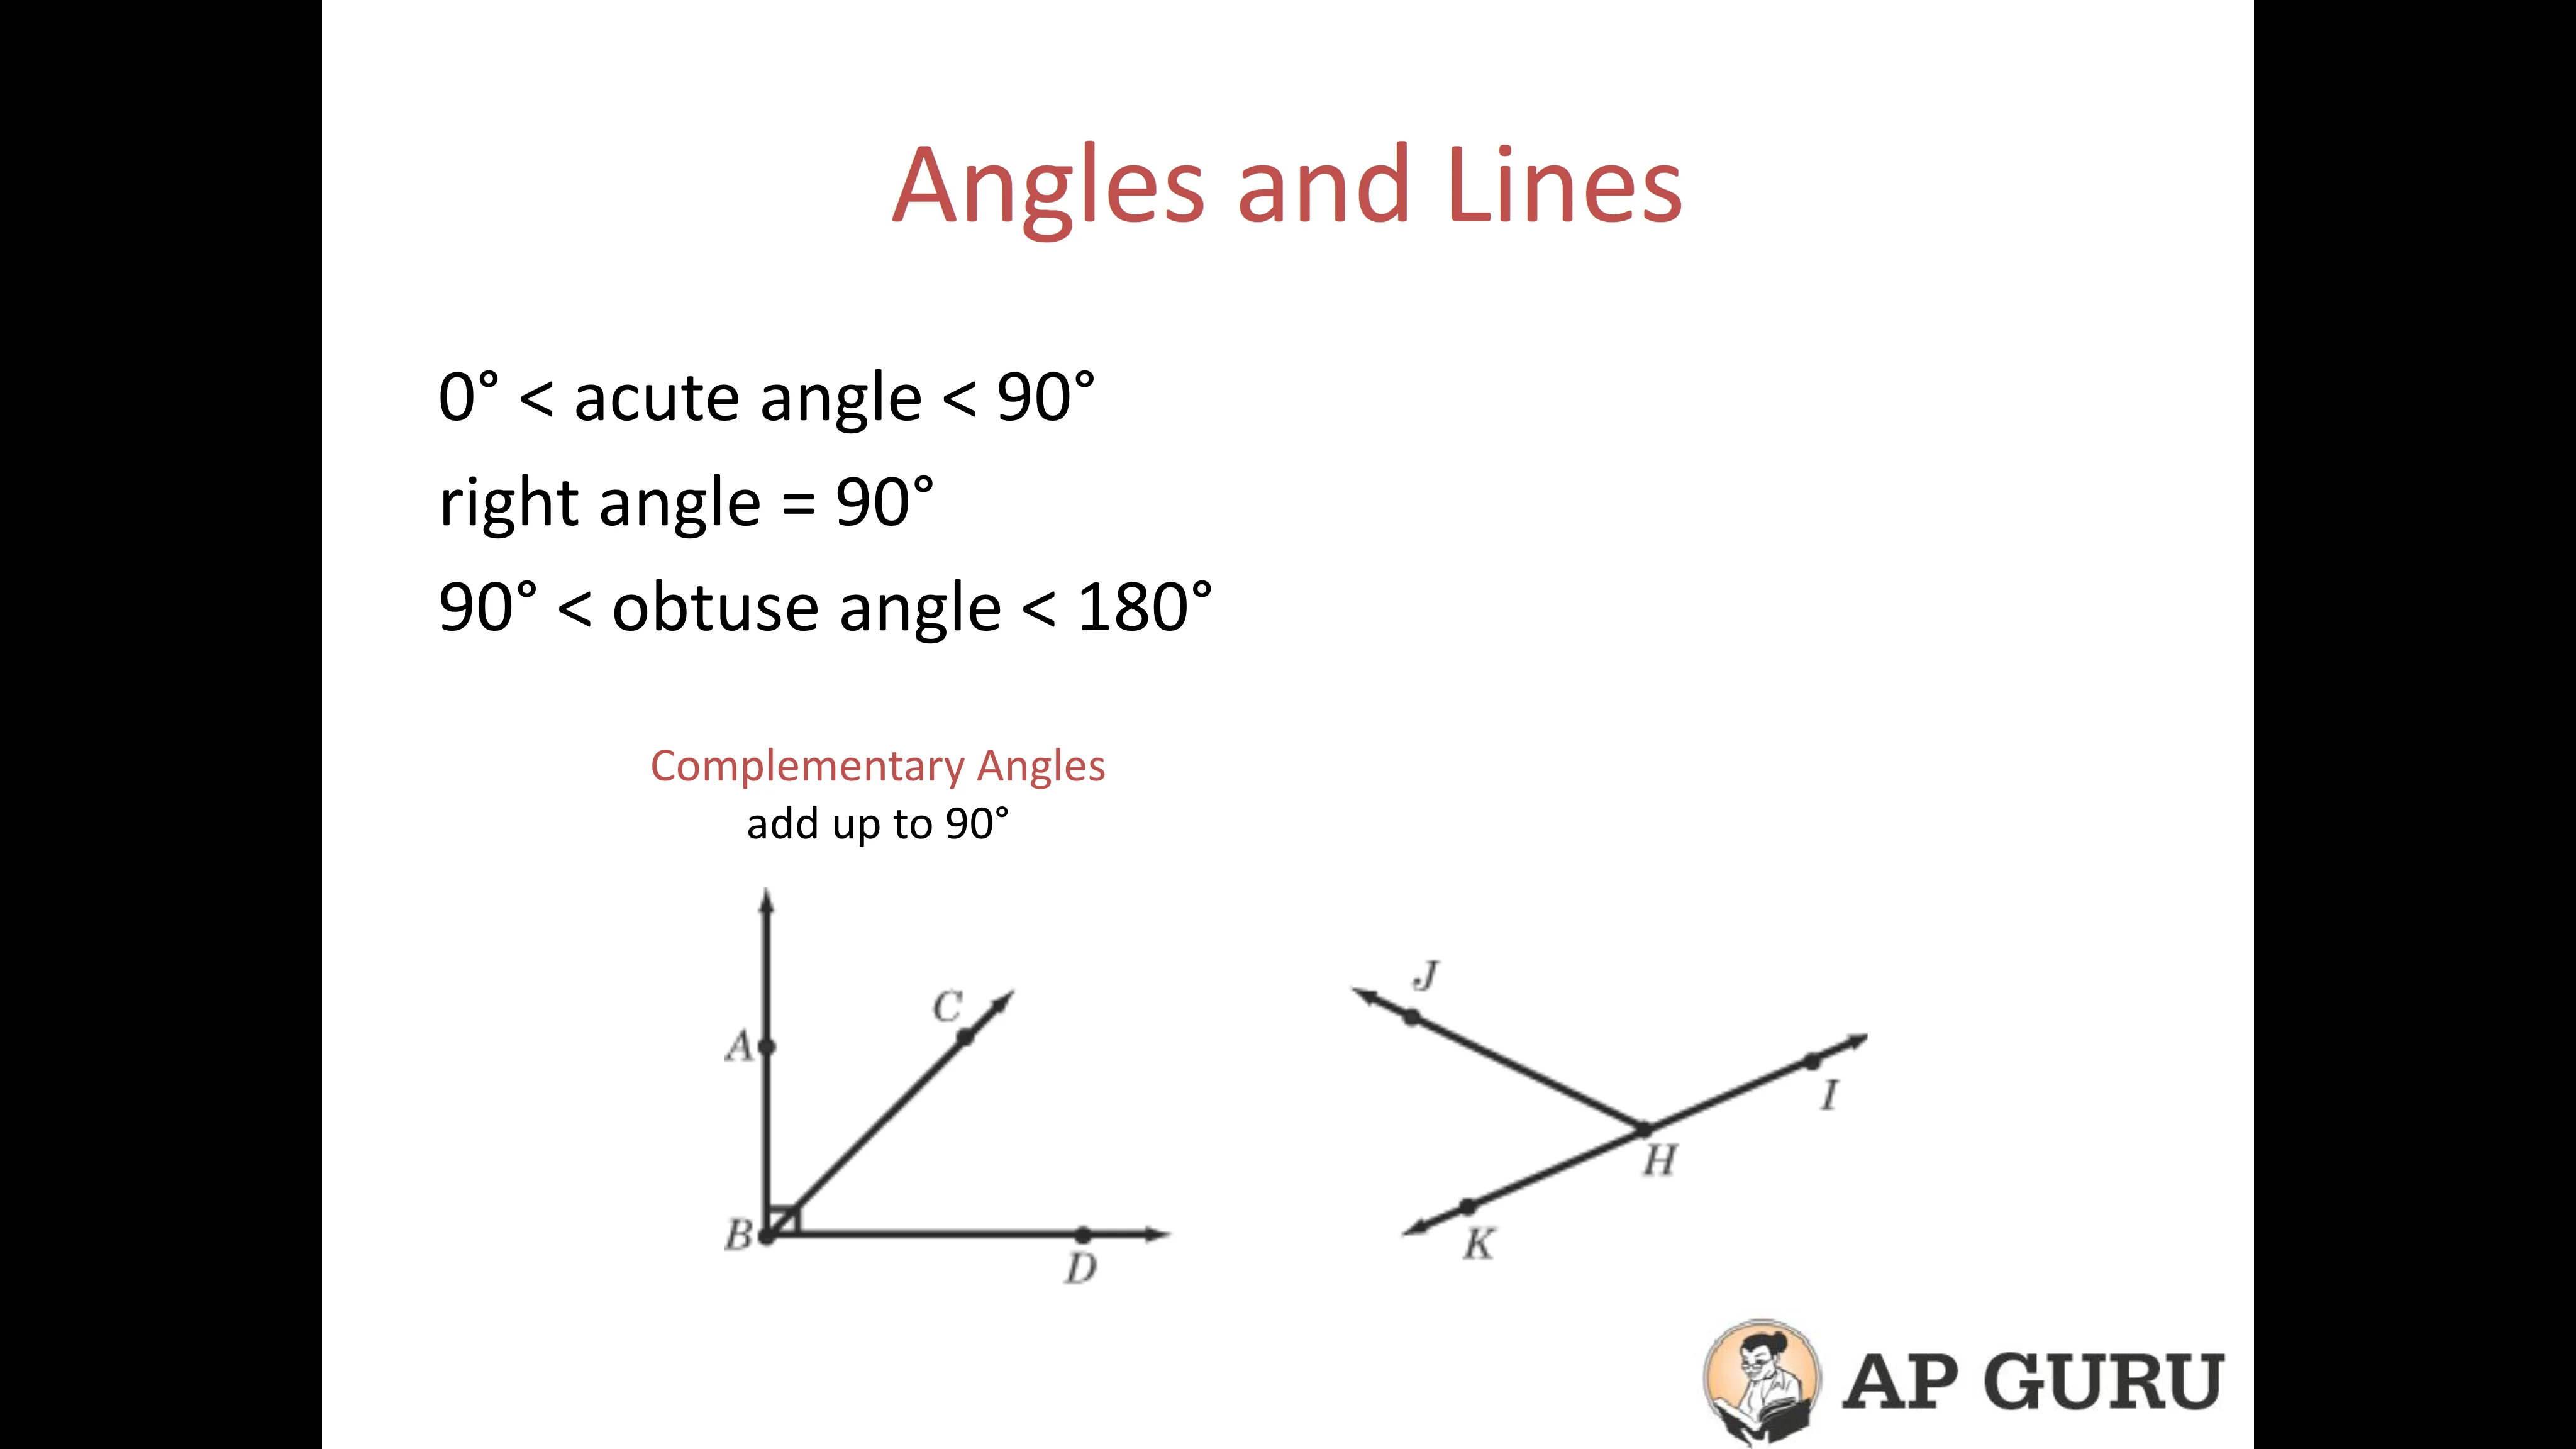 Angles and Lines
0° < acute angle < 90°
right angle = 90°
90° < obtuse angle < 180°
Complementary Angles
add up to 90°
A
C
B
D
J
I
H
K
AP GURU